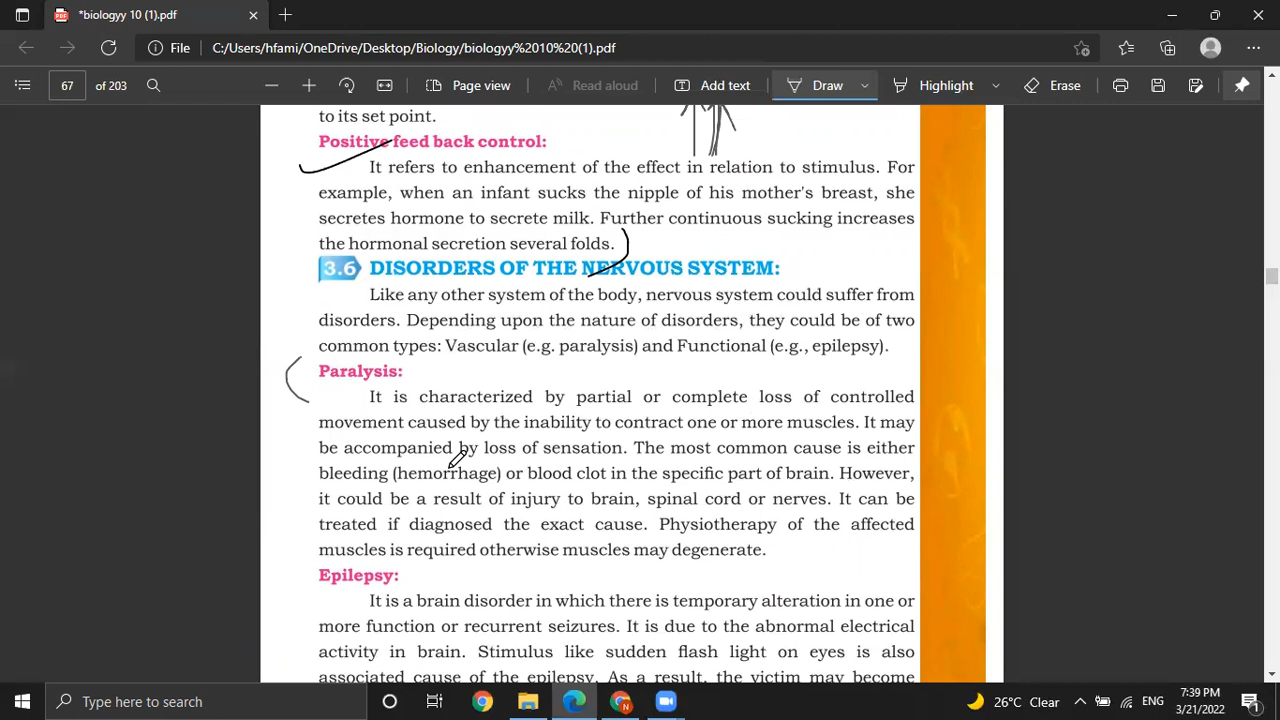 *biologyy 10 (1).pdf
File C:/Users/hfami/OneDrive/Desktop/Biology/biologyy%2010%20(1).pdf
67 of 203 Page view Read aloud Add text Draw Highlight Erase
to its set point.
Positive feed back control:
It refers to enhancement of the effect in relation to stimulus. For
example, when an infant sucks the nipple of his mother's breast, she
secretes hormone to secrete milk. Further continuous sucking increases
the hormonal secretion several folds.
3.6 DISORDERS OF THE NERVOUS SYSTEM:
Like any other system of the body, nervous system could suffer from
disorders. Depending upon the nature of disorders, they could be of two
common types: Vascular (e.g. paralysis) and Functional (e.g., epilepsy).
Paralysis:
It is characterized by partial or complete loss of controlled
movement caused by the inability to contract one or more muscles. It may
be accompanied by loss of sensation. The most common cause is either
bleeding (hemorrhage) or blood clot in the specific part of brain. However,
it could be a result of injury to brain, spinal cord or nerves. It can be
treated if diagnosed the exact cause. Physiotherapy of the affected
muscles is required otherwise muscles may degenerate.
Epilepsy:
It is a brain disorder in which there is temporary alteration in one or
more function or recurrent seizures. It is due to the abnormal electrical
activity in brain. Stimulus like sudden flash light on eyes is also
associated cause of the epilepsy. As a result, the victim may become
Type here to search 26°C Clear ENG 7:39 PM
3/21/2022